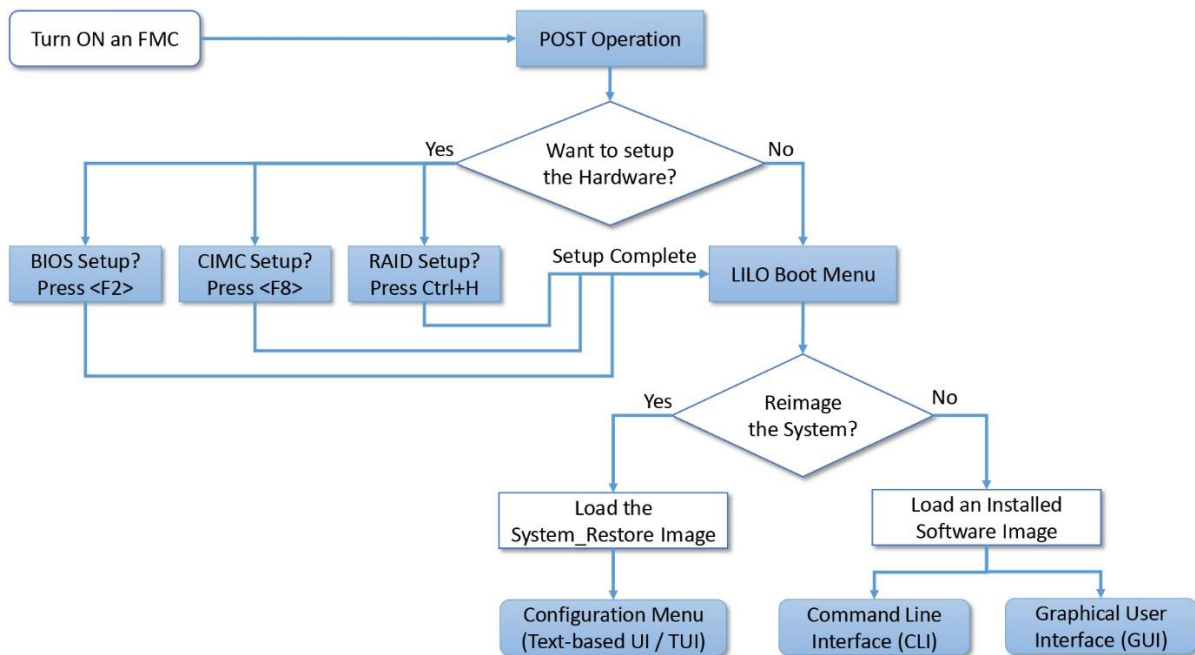 Turn ON an FMC
POST Operation
Yes
Want to setup
the Hardware?
No
BIOS Setup?
Press <F2>
CIMC Setup?
Press <F8>
RAID Setup?
Press Ctrl+H
Setup Complete
LILO Boot Menu
Yes
Reimage
the System?
No
Load the
System_Restore Image
Load an Installed
Software Image
Configuration Menu
(Text-based UI / TUI)
Command Line
Interface (CLI)
Graphical User
Interface (GUI)